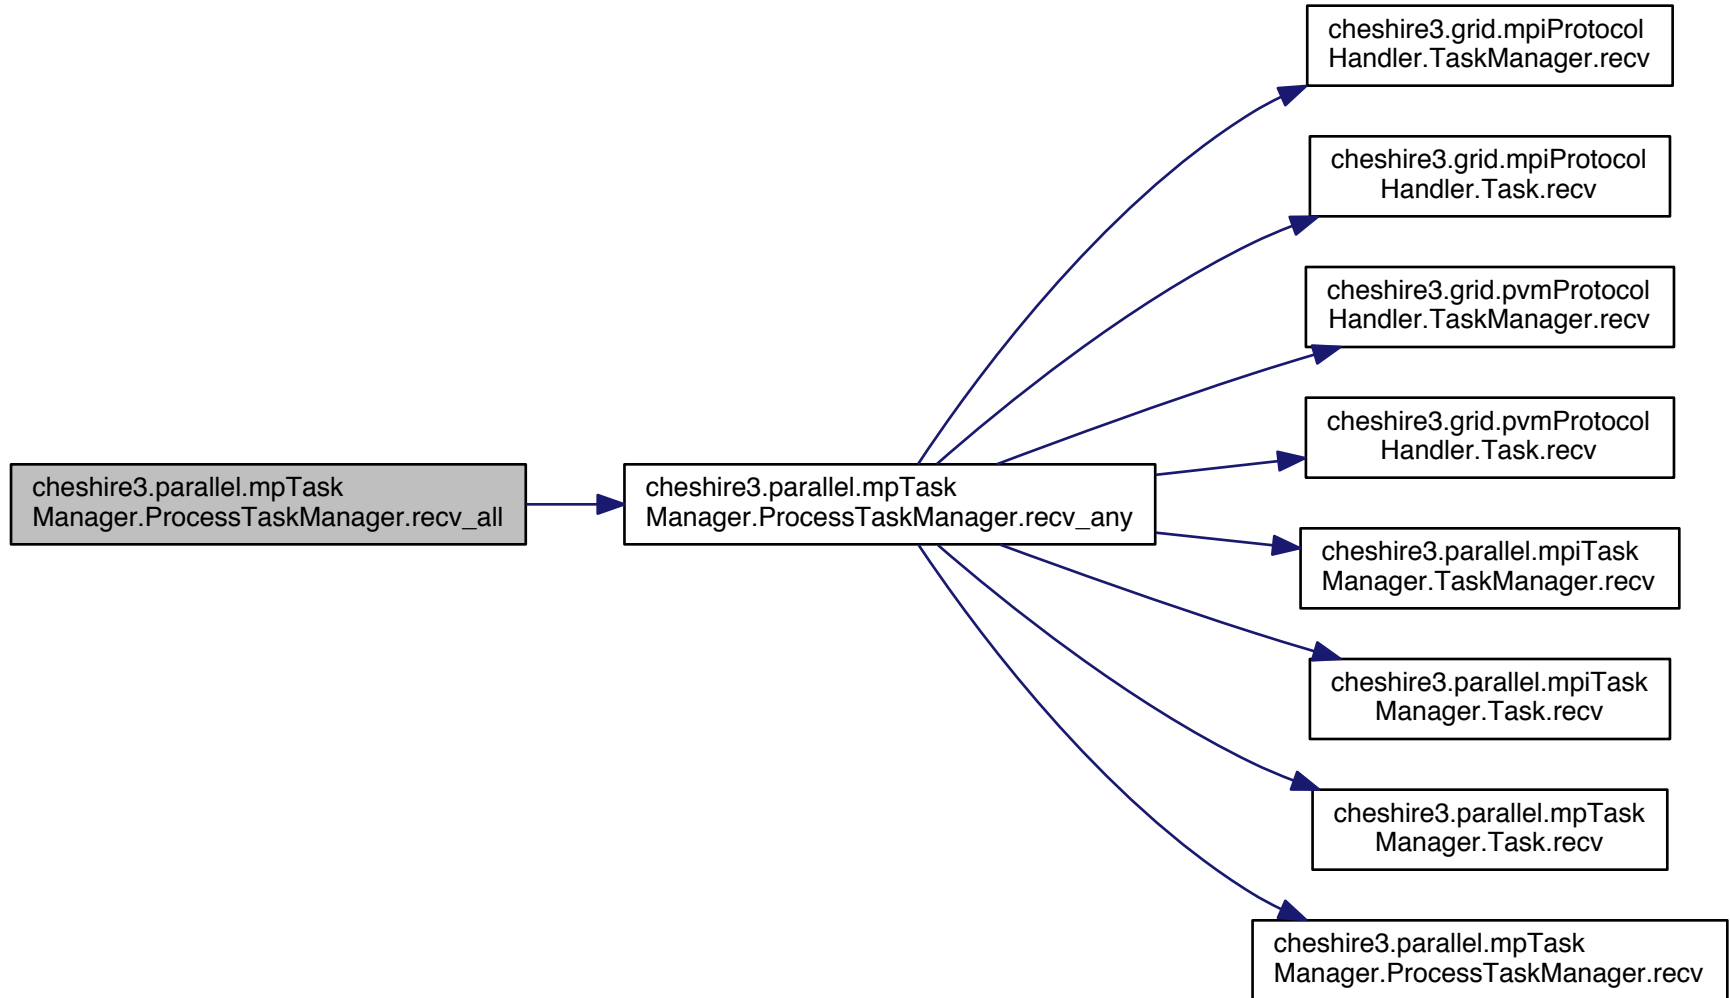 cheshire3.grid.mpiProtocol
Handler.TaskManager.recv
cheshire3.grid.mpiProtocol
Handler.Task.recv
cheshire3.grid.pvmProtocol
Handler.TaskManager.recv
cheshire3.grid.pvmProtocol
Handler.Task.recv
cheshire3.parallel.mpTask
Manager.ProcessTaskManager.recv_all
cheshire3.parallel.mpTask
Manager.ProcessTaskManager.recv_any
cheshire3.parallel.mpiTask
Manager.TaskManager.recv
cheshire3.parallel.mpiTask
Manager.Task.recv
cheshire3.parallel.mpTask
Manager.Task.recv
cheshire3.parallel.mpTask
Manager.ProcessTaskManager.recv